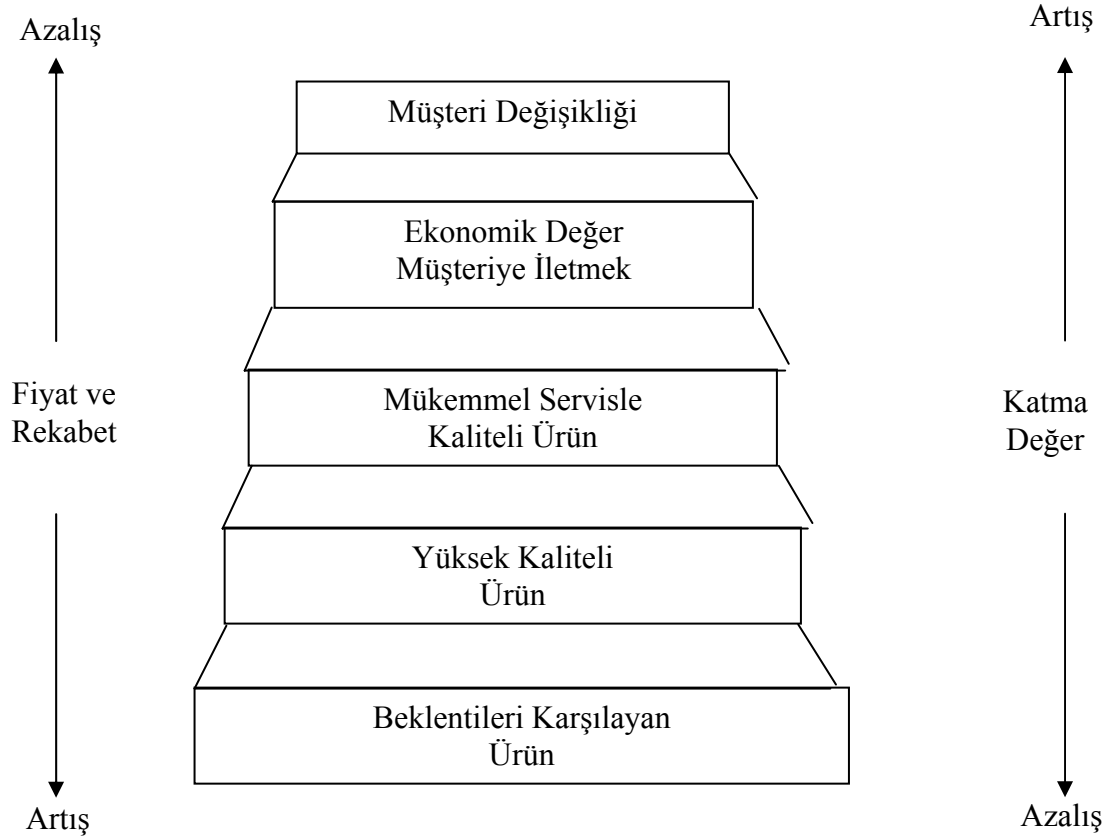 Azalış
Artış
Müşteri Değişikliği
Ekonomik Değer
Müşteriye İletmek
Fiyat ve
Rekabet
Mükemmel Servisle
Kaliteli Ürün
Katma
Değer
Yüksek Kaliteli
Ürün
Beklentileri Karşılayan
Ürün
Artış
Azalış